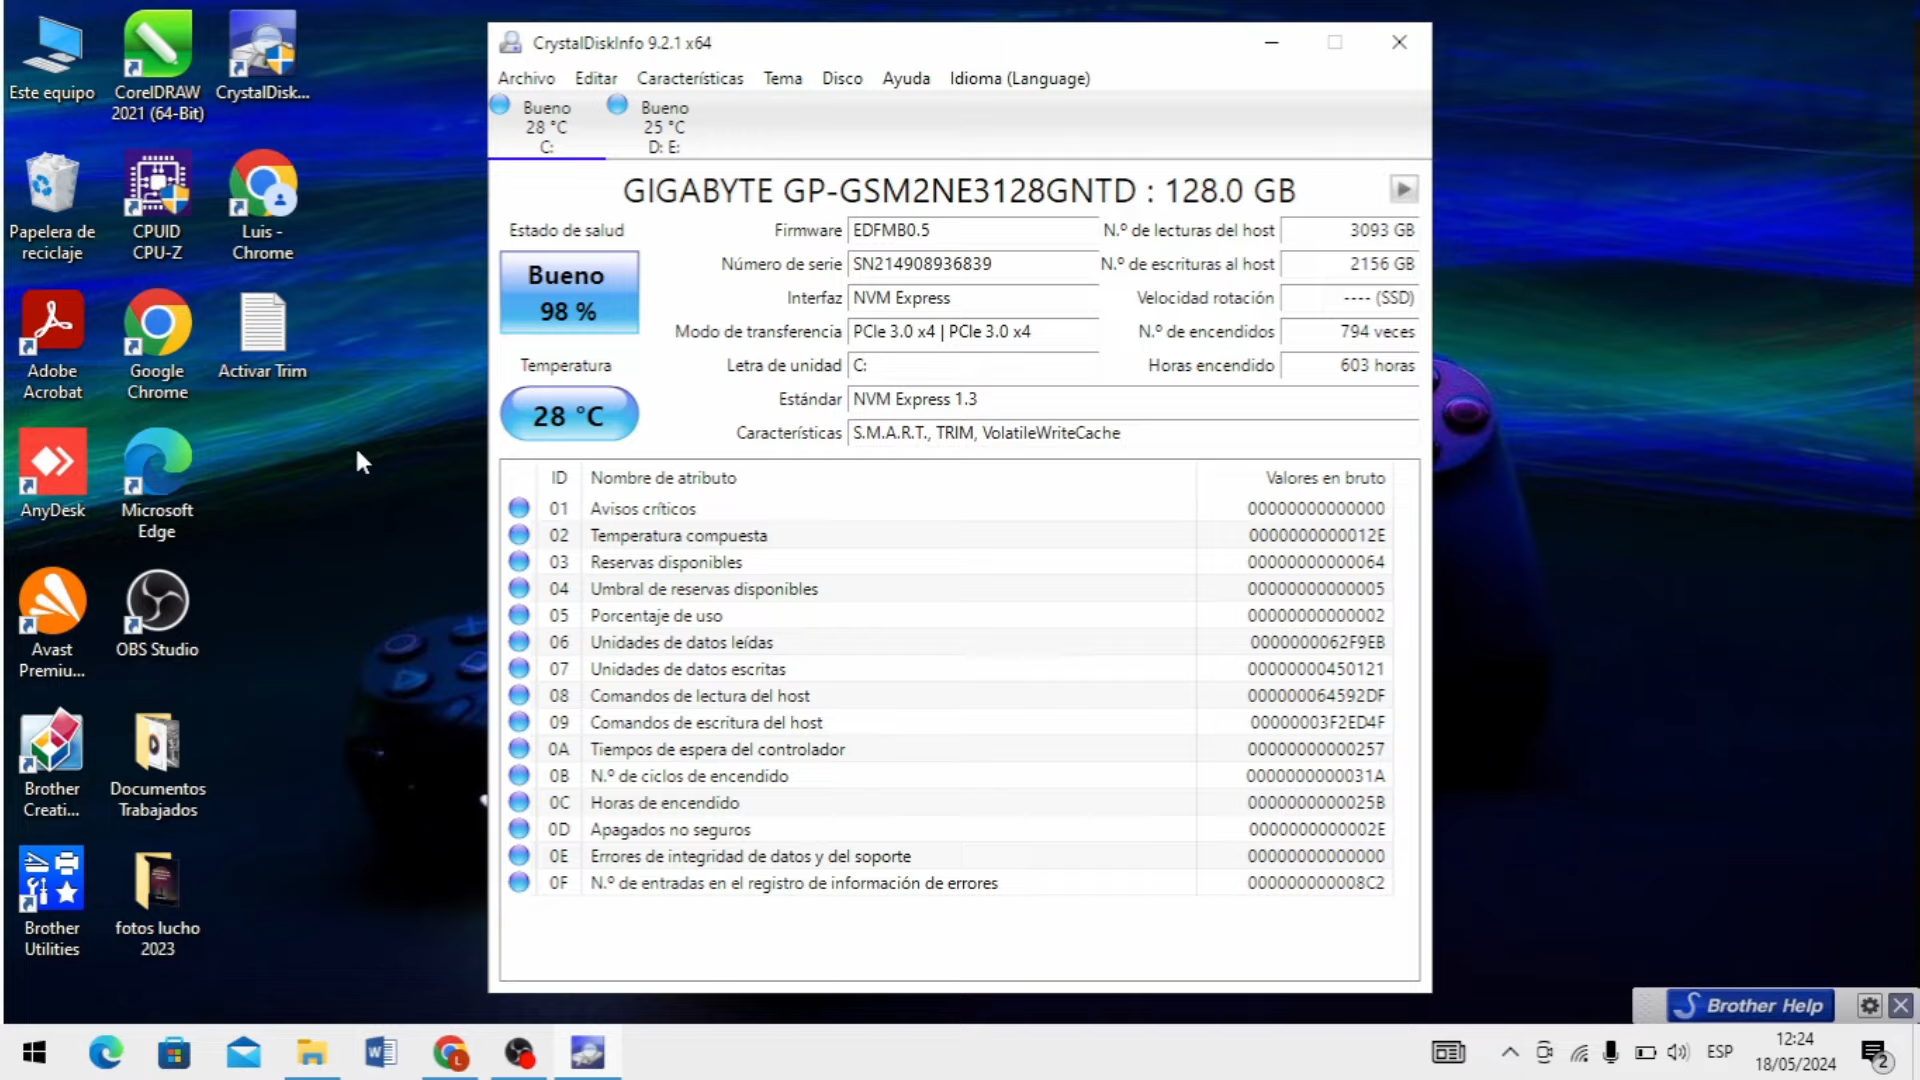 Este equipo
CorelDRAW
2021 (64-Bit)
CrystalDisk...
Papelera de
reciclaje
CPUID
CPU-Z
Luis -
Chrome
Adobe
Acrobat
Google
Chrome
Activar Trim
AnyDesk
Microsoft
Edge
Avast
Premiu...
OBS Studio
Brother
Creati...
Documentos
Trabajados
Brother
Utilities
fotos lucho
2023
CrystalDiskInfo 9.2.1 x64
Archivo Editar Características Tema Disco Ayuda Idioma (Language)
Bueno
28 °C
C:
Bueno
25 °C
D: E:
GIGABYTE GP-GSM2NE3128GNTD : 128.0 GB
Estado de salud
Bueno
98 %
Temperatura
28 °C
Firmware EDFMB0.5
Número de serie SN214908936839
Interfaz NVM Express
Modo de transferencia PCIe 3.0 x4 | PCIe 3.0 x4
Letra de unidad C:
Estándar NVM Express 1.3
Características S.M.A.R.T., TRIM, VolatileWriteCache
N.º de lecturas del host 3093 GB
N.º de escrituras al host 2156 GB
Velocidad rotación ---- (SSD)
N.º de encendidos 794 veces
Horas encendido 603 horas
ID Nombre de atributo Valores en bruto
01 Avisos críticos 00000000000000
02 Temperatura compuesta 0000000000012E
03 Reservas disponibles 00000000000064
04 Umbral de reservas disponibles 00000000000005
05 Porcentaje de uso 00000000000002
06 Unidades de datos leídas 0000000062F9EB
07 Unidades de datos escritas 00000000450121
08 Comandos de lectura del host 000000064592DF
09 Comandos de escritura del host 00000003F2ED4F
0A Tiempos de espera del controlador 00000000000257
0B N.º de ciclos de encendido 0000000000031A
0C Horas de encendido 0000000000025B
0D Apagados no seguros 0000000000002E
0E Errores de integridad de datos y del soporte 00000000000000
0F N.º de entradas en el registro de información de errores 000000000008C2
Brother Help
ESP
12:24
18/05/2024
2